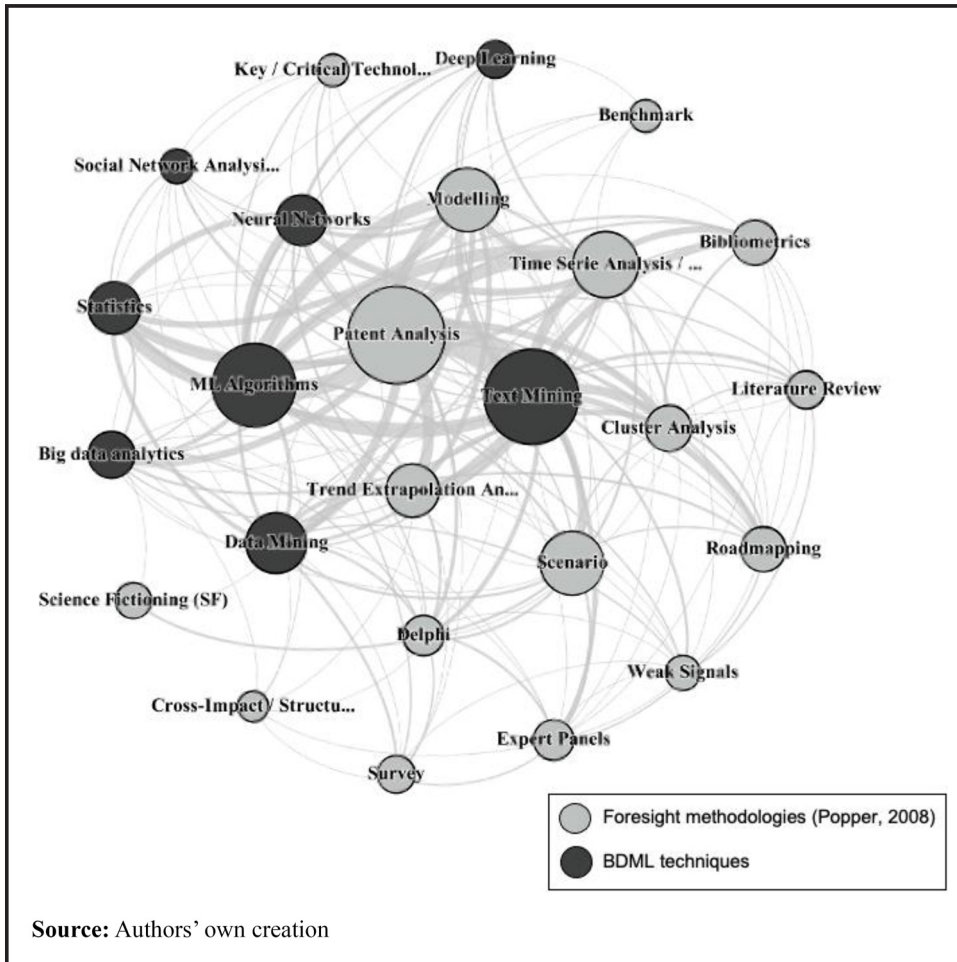 Deep Learning
Key / Critical Technol...
Benchmark
Social Network Analysi...
Modelling
Neural Networks
Bibliometrics
Time Serie Analysis / ...
Statistics
Patent Analysis
ML Algorithms
Literature Review
Text Mining
Cluster Analysis
Big data analytics
Trend Extrapolation An...
Data Mining
Roadmapping
Scenario
Science Fictioning (SF)
Delphi
Weak Signals
Cross-Impact / Structu...
Expert Panels
Survey
Foresight methodologies (Popper, 2008)
BDML techniques
Source: Authors' own creation